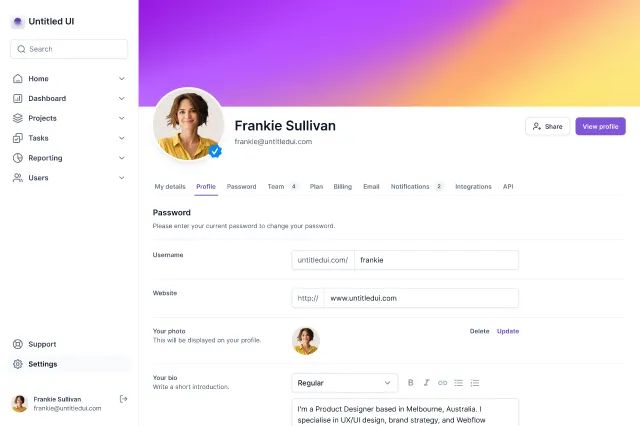 Untitled UI
Search
Home
Dashboard
Projects
Tasks
Reporting
Users
Support
Settings
Frankie Sullivan
frankie@untitledui.com
Frankie Sullivan
frankie@untitledui.com
Share
View profile
My details Profile Password Team 4 Plan Billing Email Notifications 2 Integrations API
Password
Please enter your current password to change your password.
Username
untitledui.com/ frankie
Website
http:// www.untitledui.com
Your photo
This will be displayed on your profile.
Delete Update
Your bio
Write a short introduction.
Regular
B I
I'm a Product Designer based in Melbourne, Australia. I
specialise in UX/UI design, brand strategy, and Webflow